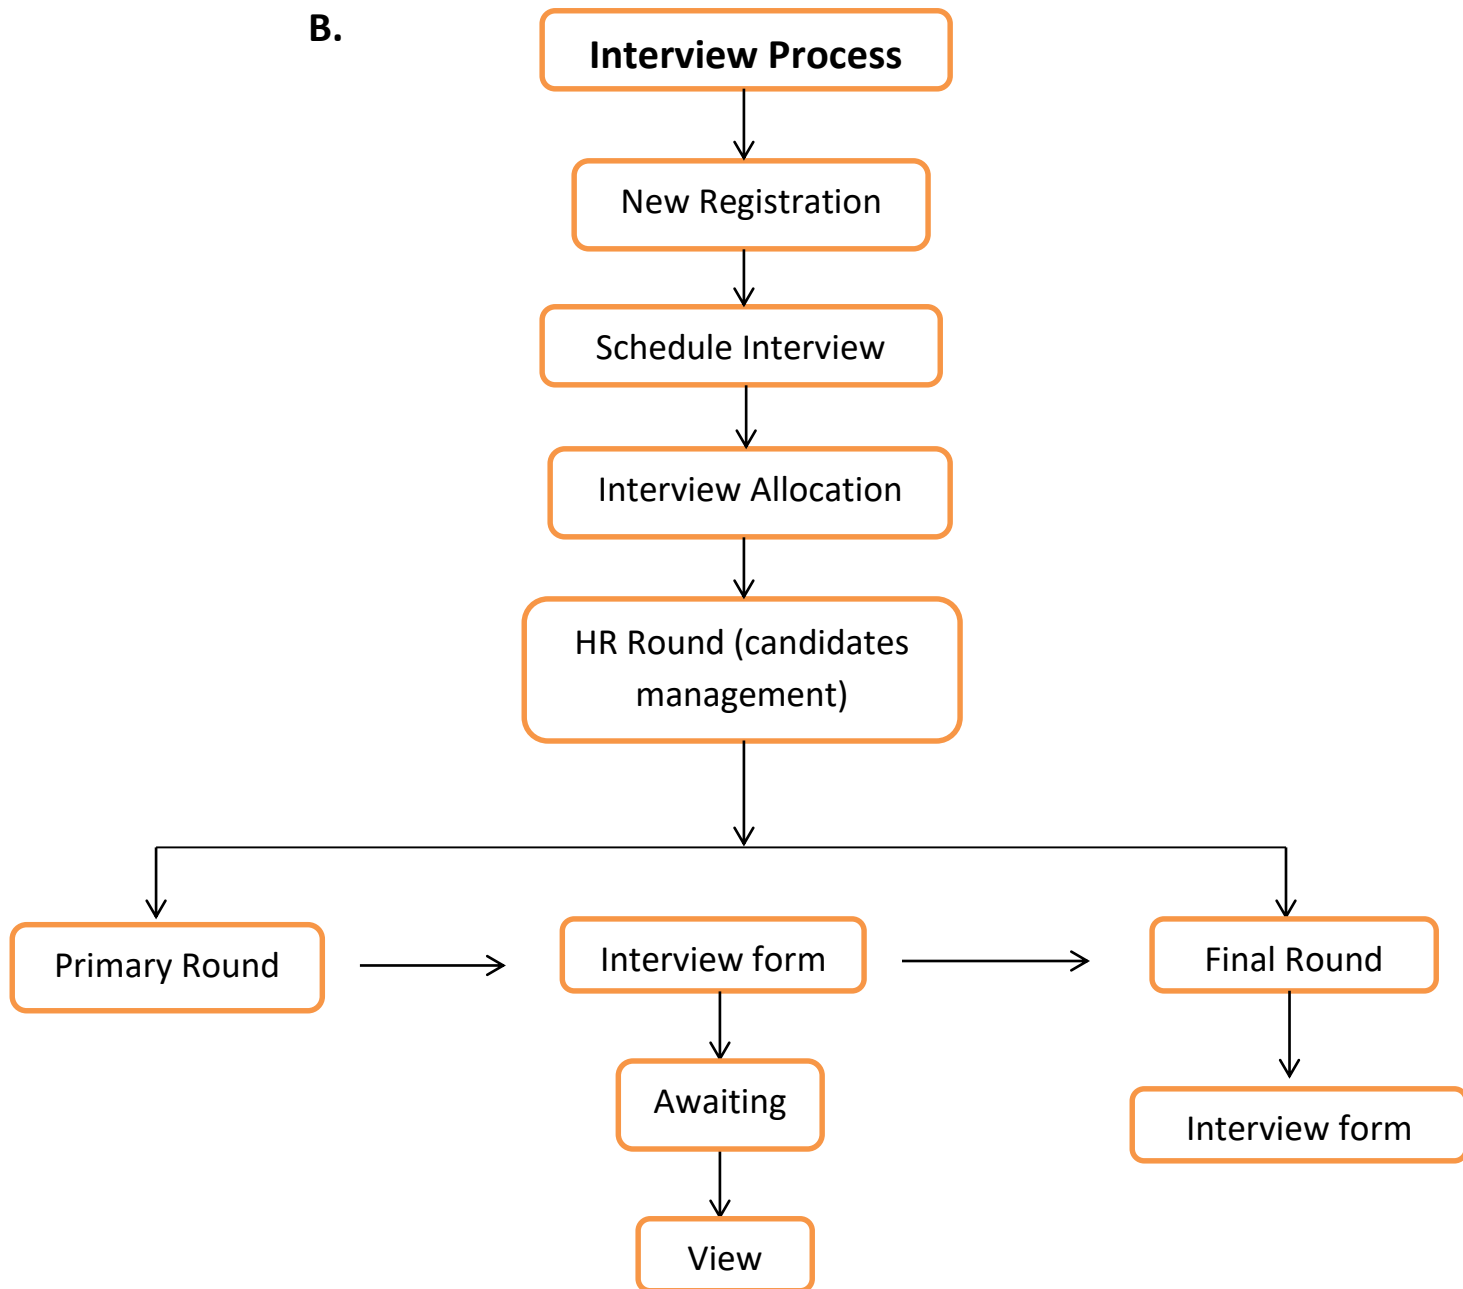 B.
Interview Process
New Registration
Schedule Interview
Interview Allocation
HR Round (candidates
management)
Primary Round
Interview form
Final Round
Awaiting
Interview form
View